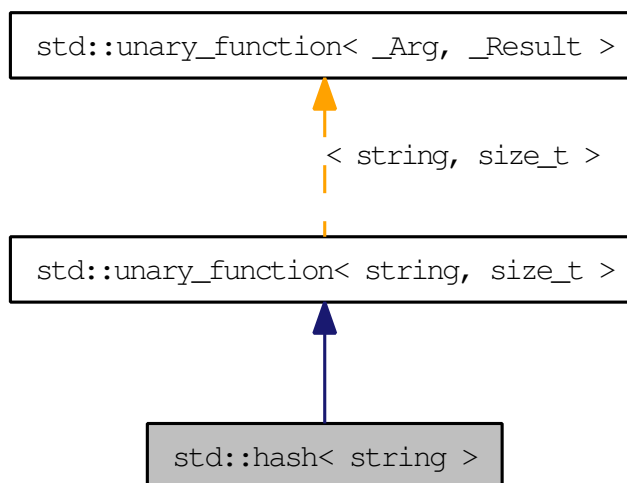 std::unary_function< _Arg, _Result >
< string, size_t >
std::unary_function< string, size_t >
std::hash< string >